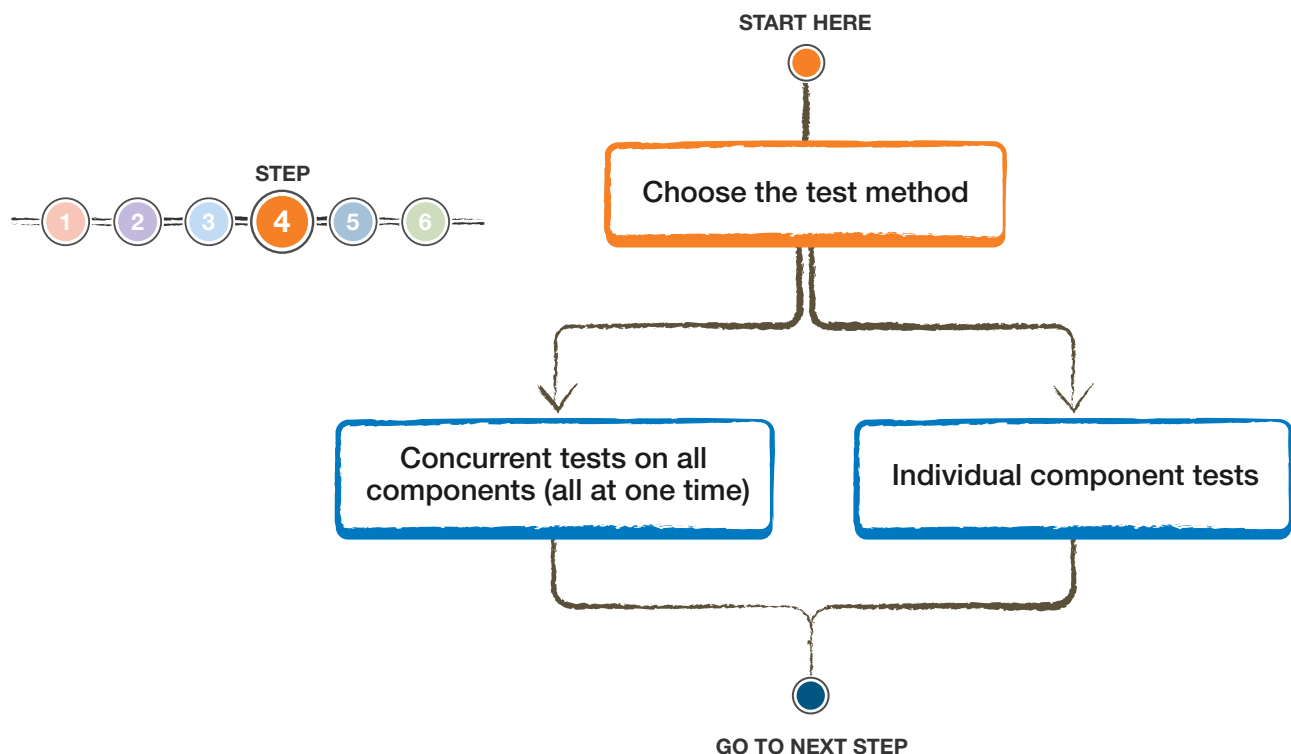 START HERE
Choose the test method
STEP
1 2 3 4 5 6
Concurrent tests on all
components (all at one time)
Individual component tests
GO TO NEXT STEP